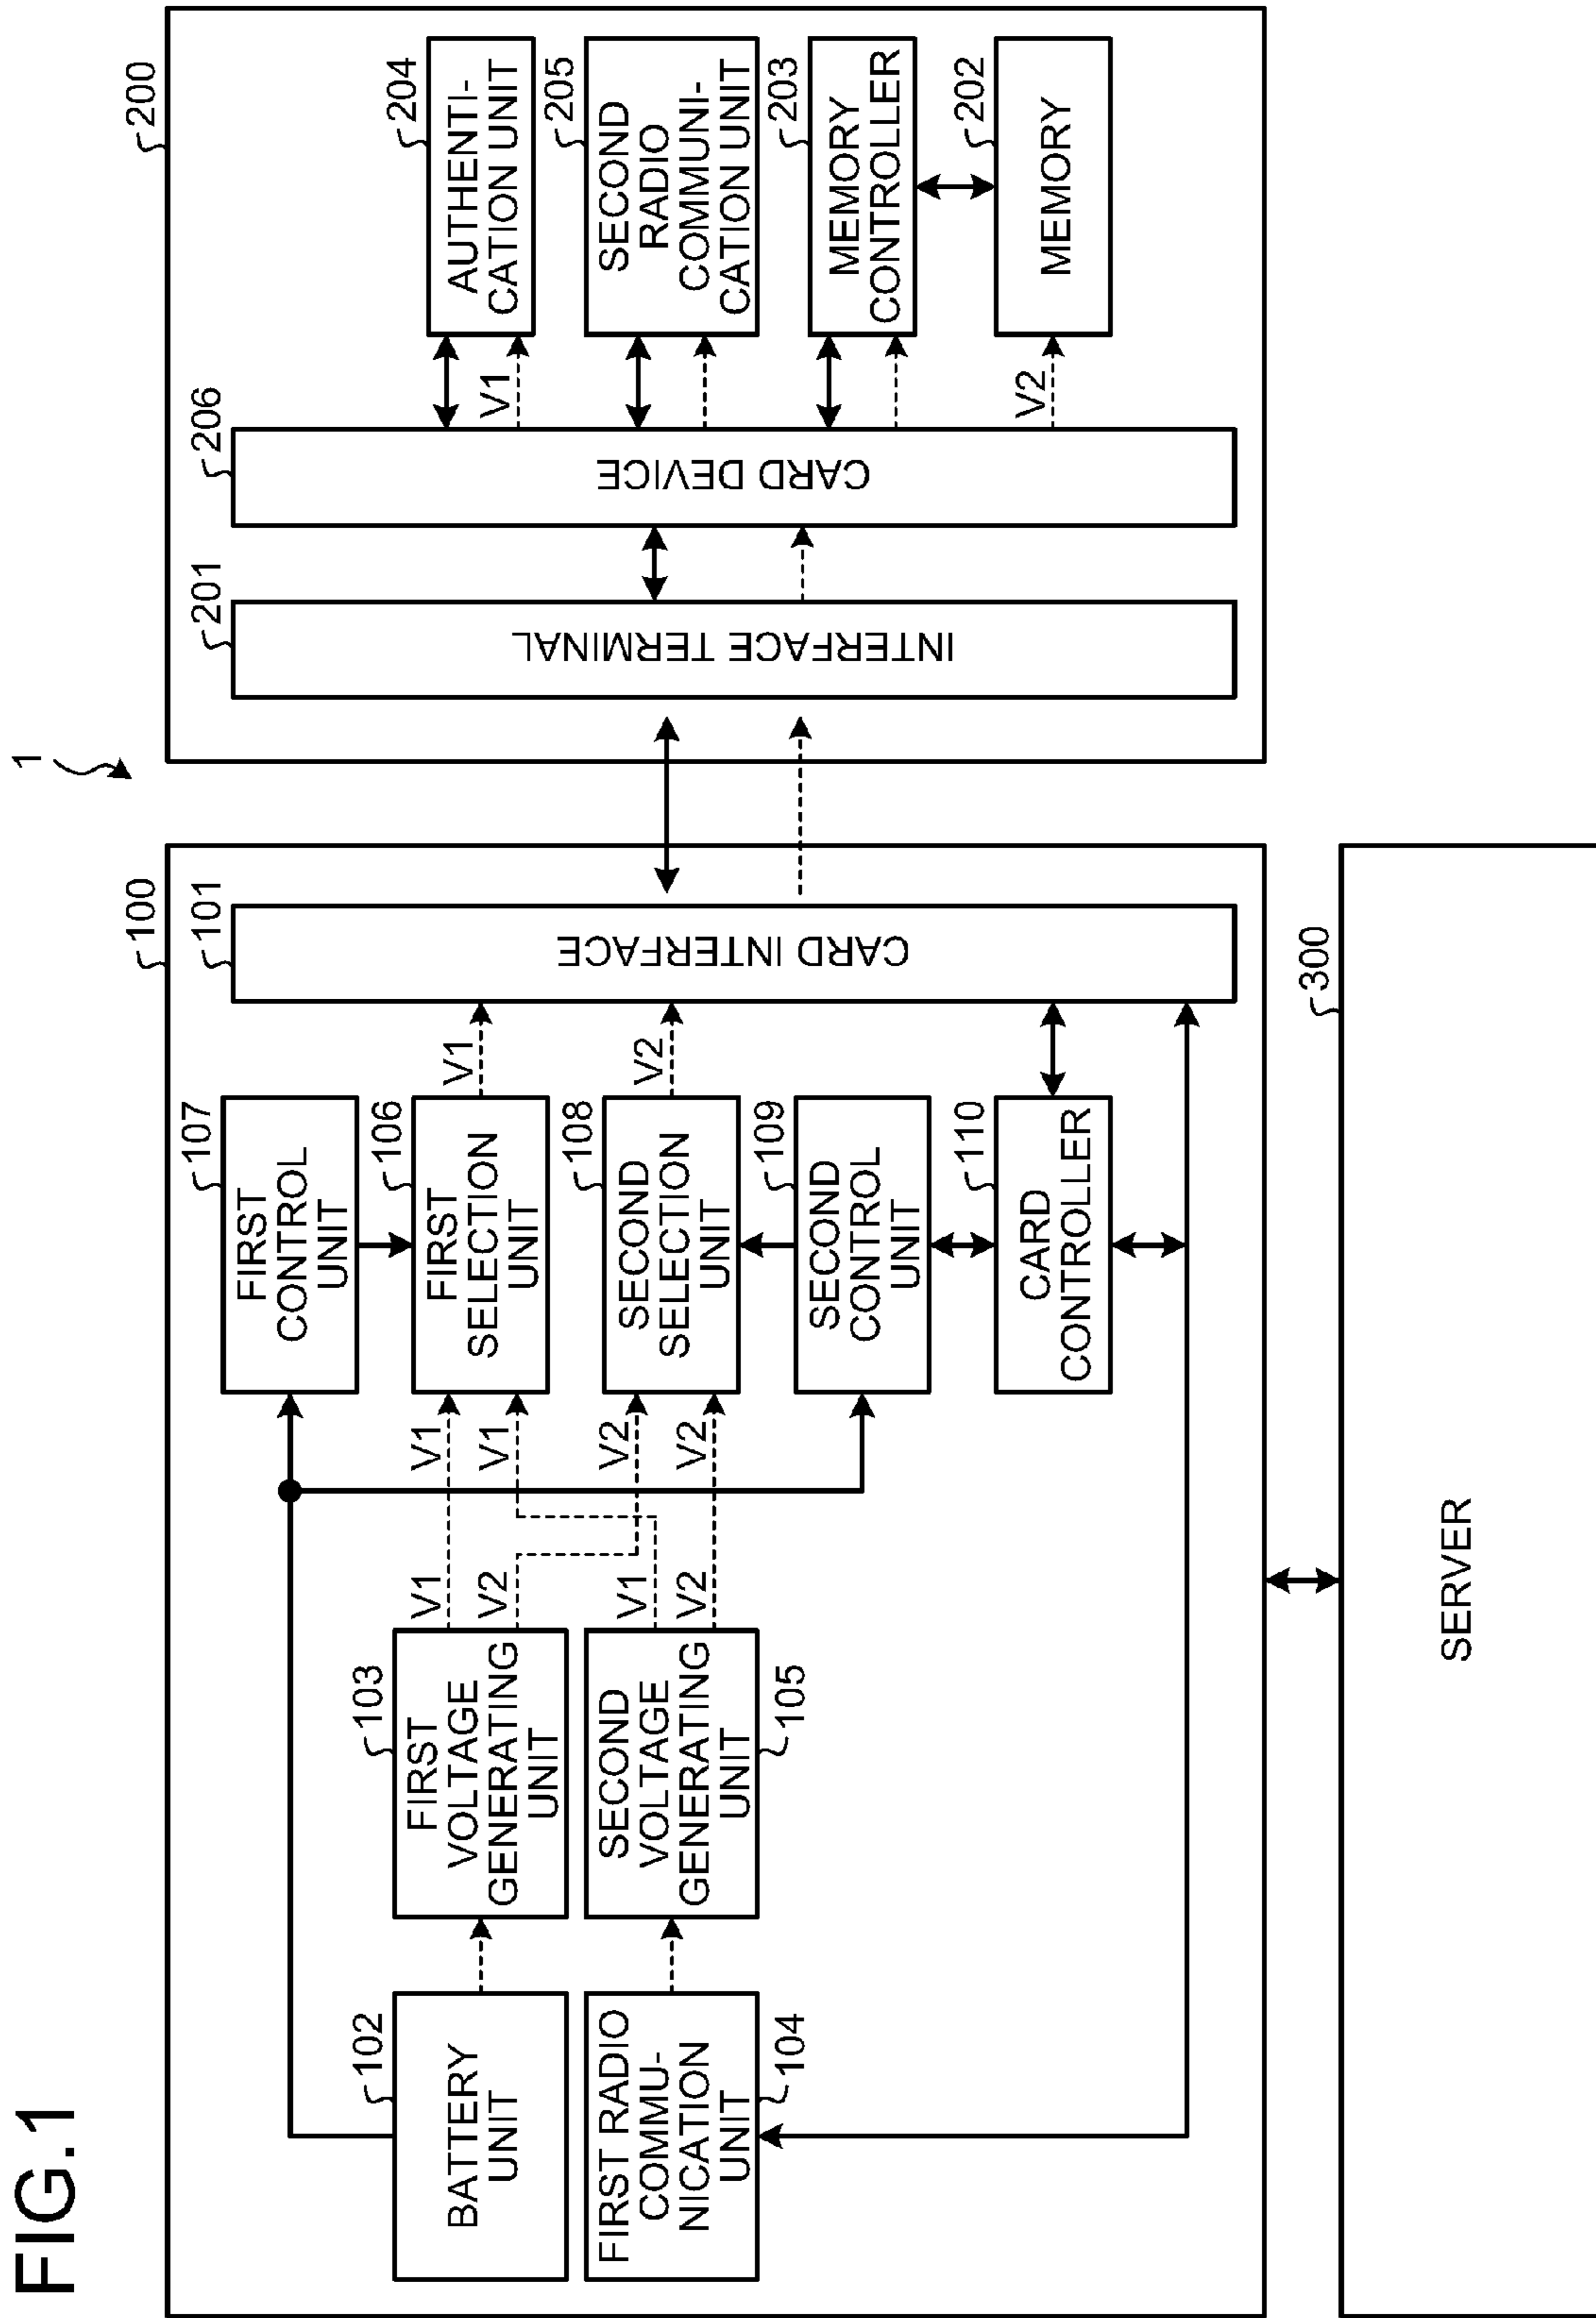 FIG.1
1
100
101
CARD INTERFACE
102
BATTERY
UNIT
103
FIRST
VOLTAGE
GENERATING
UNIT
104
FIRST RADIO
COMMU-
NICATION
UNIT
105
SECOND
VOLTAGE
GENERATING
UNIT
V1
V2
V1
V2
V1
V1
V2
V2
107
FIRST
CONTROL
UNIT
106
FIRST
SELECTION
UNIT
V1
108
SECOND
SELECTION
UNIT
V2
109
SECOND
CONTROL
UNIT
110
CARD
CONTROLLER
200
201
INTERFACE TERMINAL
206
CARD DEVICE
204
AUTHENTI-
CATION UNIT
V1
205
SECOND
RADIO
COMMUNI-
CATION UNIT
203
MEMORY
CONTROLLER
202
MEMORY
V2
300
SERVER